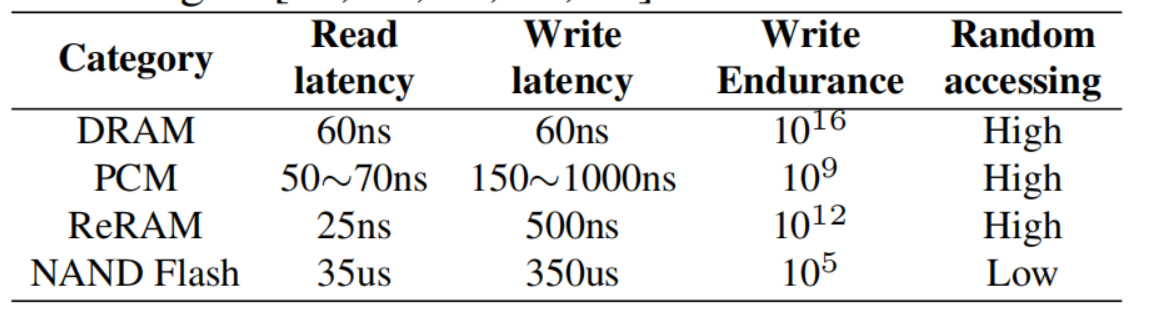 Category Read latency Write latency Write Endurance Random accessing
DRAM 60ns 60ns 10^16 High
PCM 50~70ns 150~1000ns 10^9 High
ReRAM 25ns 500ns 10^12 High
NAND Flash 35us 350us 10^5 Low